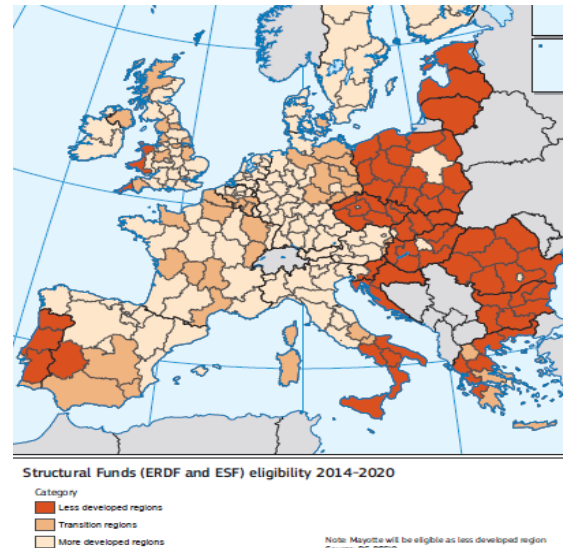 Structural Funds (ERDF and ESF) eligibility 2014-2020
Category
Less developed regions
Transition regions
More developed regions
Note: Mayotte will be eligible as less developed region